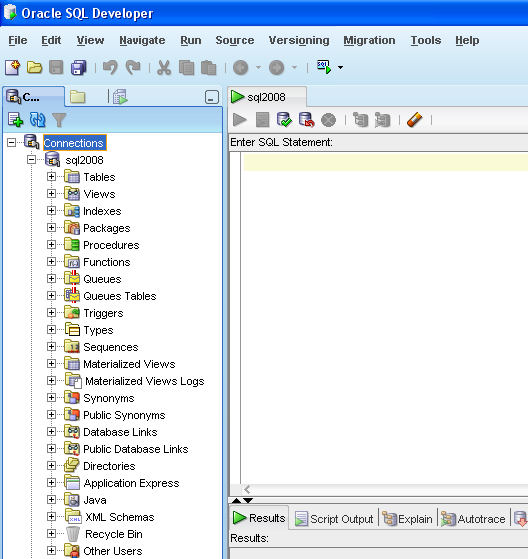 Oracle SQL Developer
File Edit View Navigate Run Source Versioning Migration Tools Help
SQL
C...
sql2008
Enter SQL Statement:
Connections
sql2008
Tables
Views
Indexes
Packages
Procedures
Functions
Queues
Queues Tables
Triggers
Types
Sequences
Materialized Views
Materialized Views Logs
Synonyms
Public Synonyms
Database Links
Public Database Links
Directories
Application Express
Java
XML Schemas
Recycle Bin
Other Users
Results Script Output Explain Autotrace
Results: